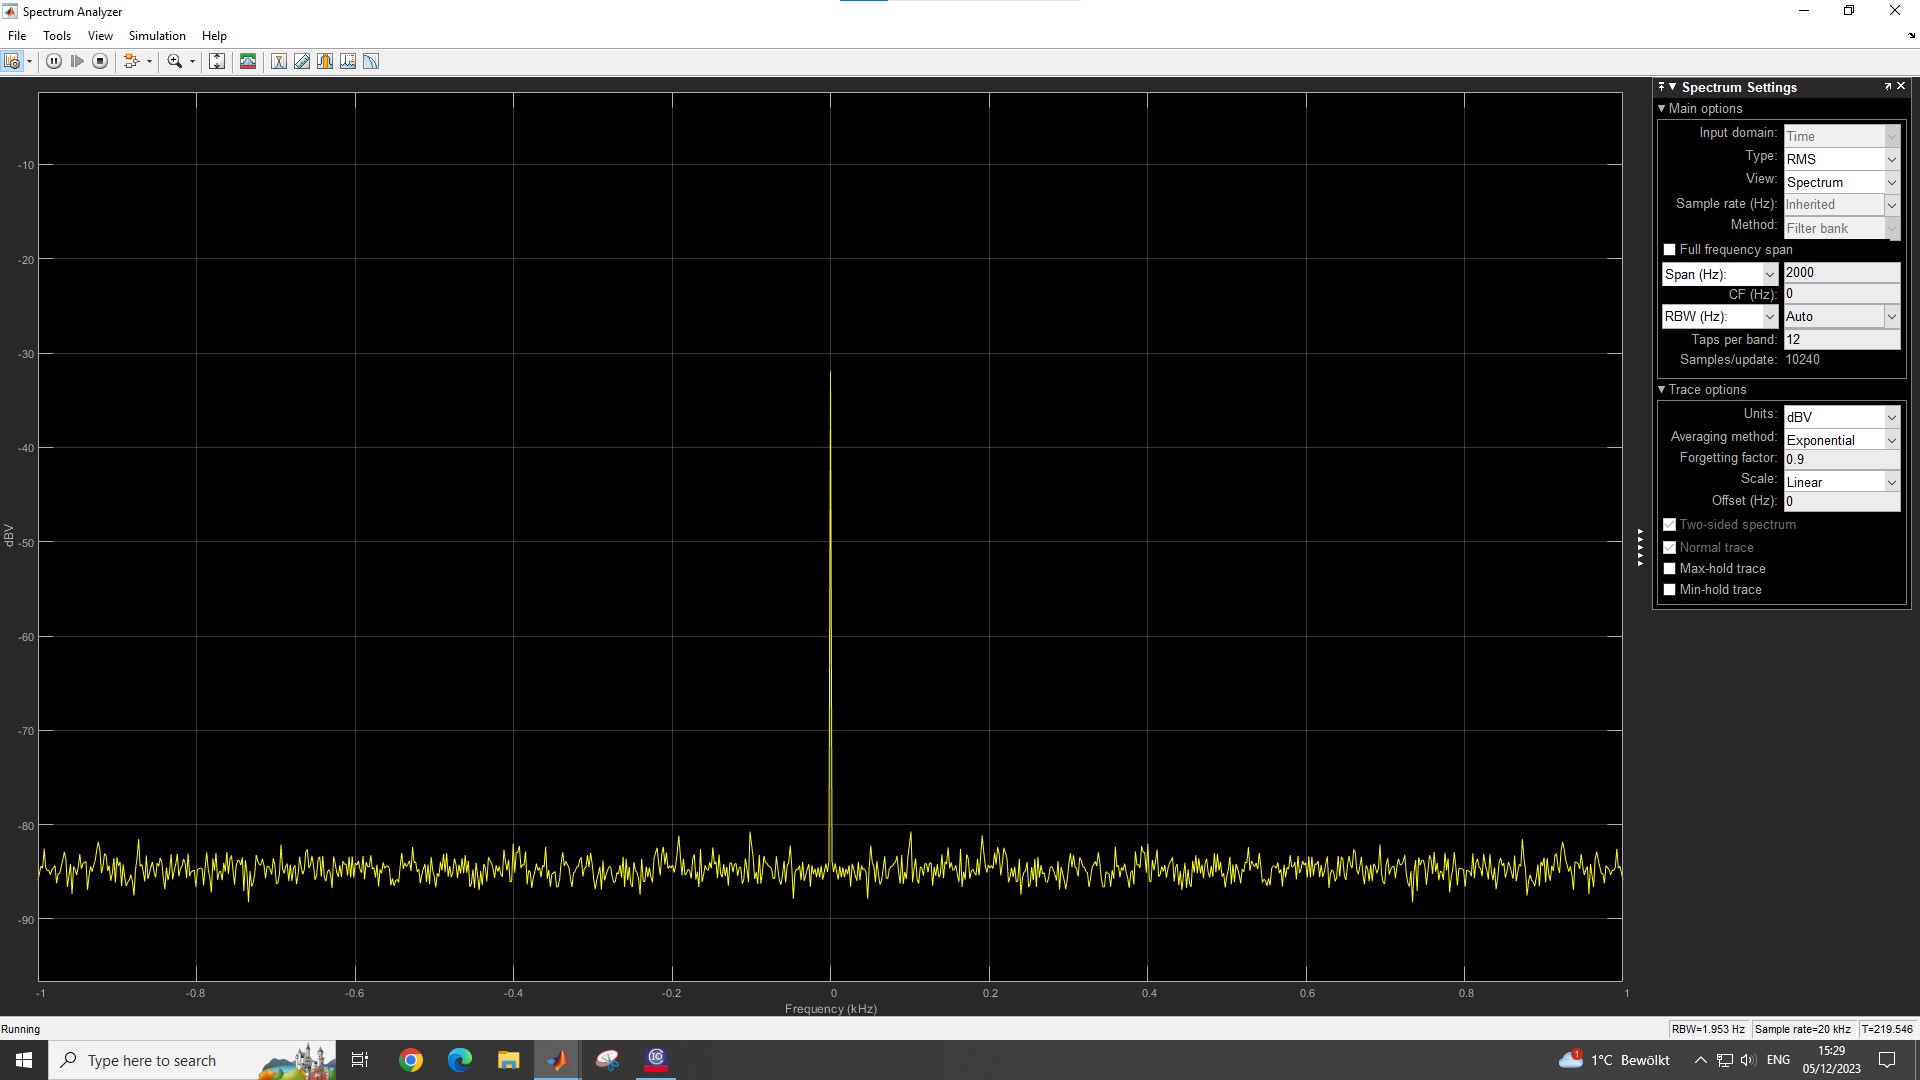 Spectrum Analyzer
File Tools View Simulation Help
Spectrum Settings
Main options
Input domain: Time
Type: RMS
View: Spectrum
Sample rate (Hz): Inherited
Method: Filter bank
Full frequency span
Span (Hz): 2000
CF (Hz): 0
RBW (Hz): Auto
Taps per band: 12
Samples/update: 10240
Trace options
Units: dBV
Averaging method: Exponential
Forgetting factor: 0.9
Scale: Linear
Offset (Hz): 0
Two-sided spectrum
Normal trace
Max-hold trace
Min-hold trace
-10
-20
-30
-40
-50
-60
-70
-80
-90
dBV
-1 -0.8 -0.6 -0.4 -0.2 0 0.2 0.4 0.6 0.8 1
Frequency (kHz)
Running RBW=1.953 Hz Sample rate=20 kHz T=219.546
Type here to search
IC
1
1°C Bewölkt
ENG
15:29
05/12/2023